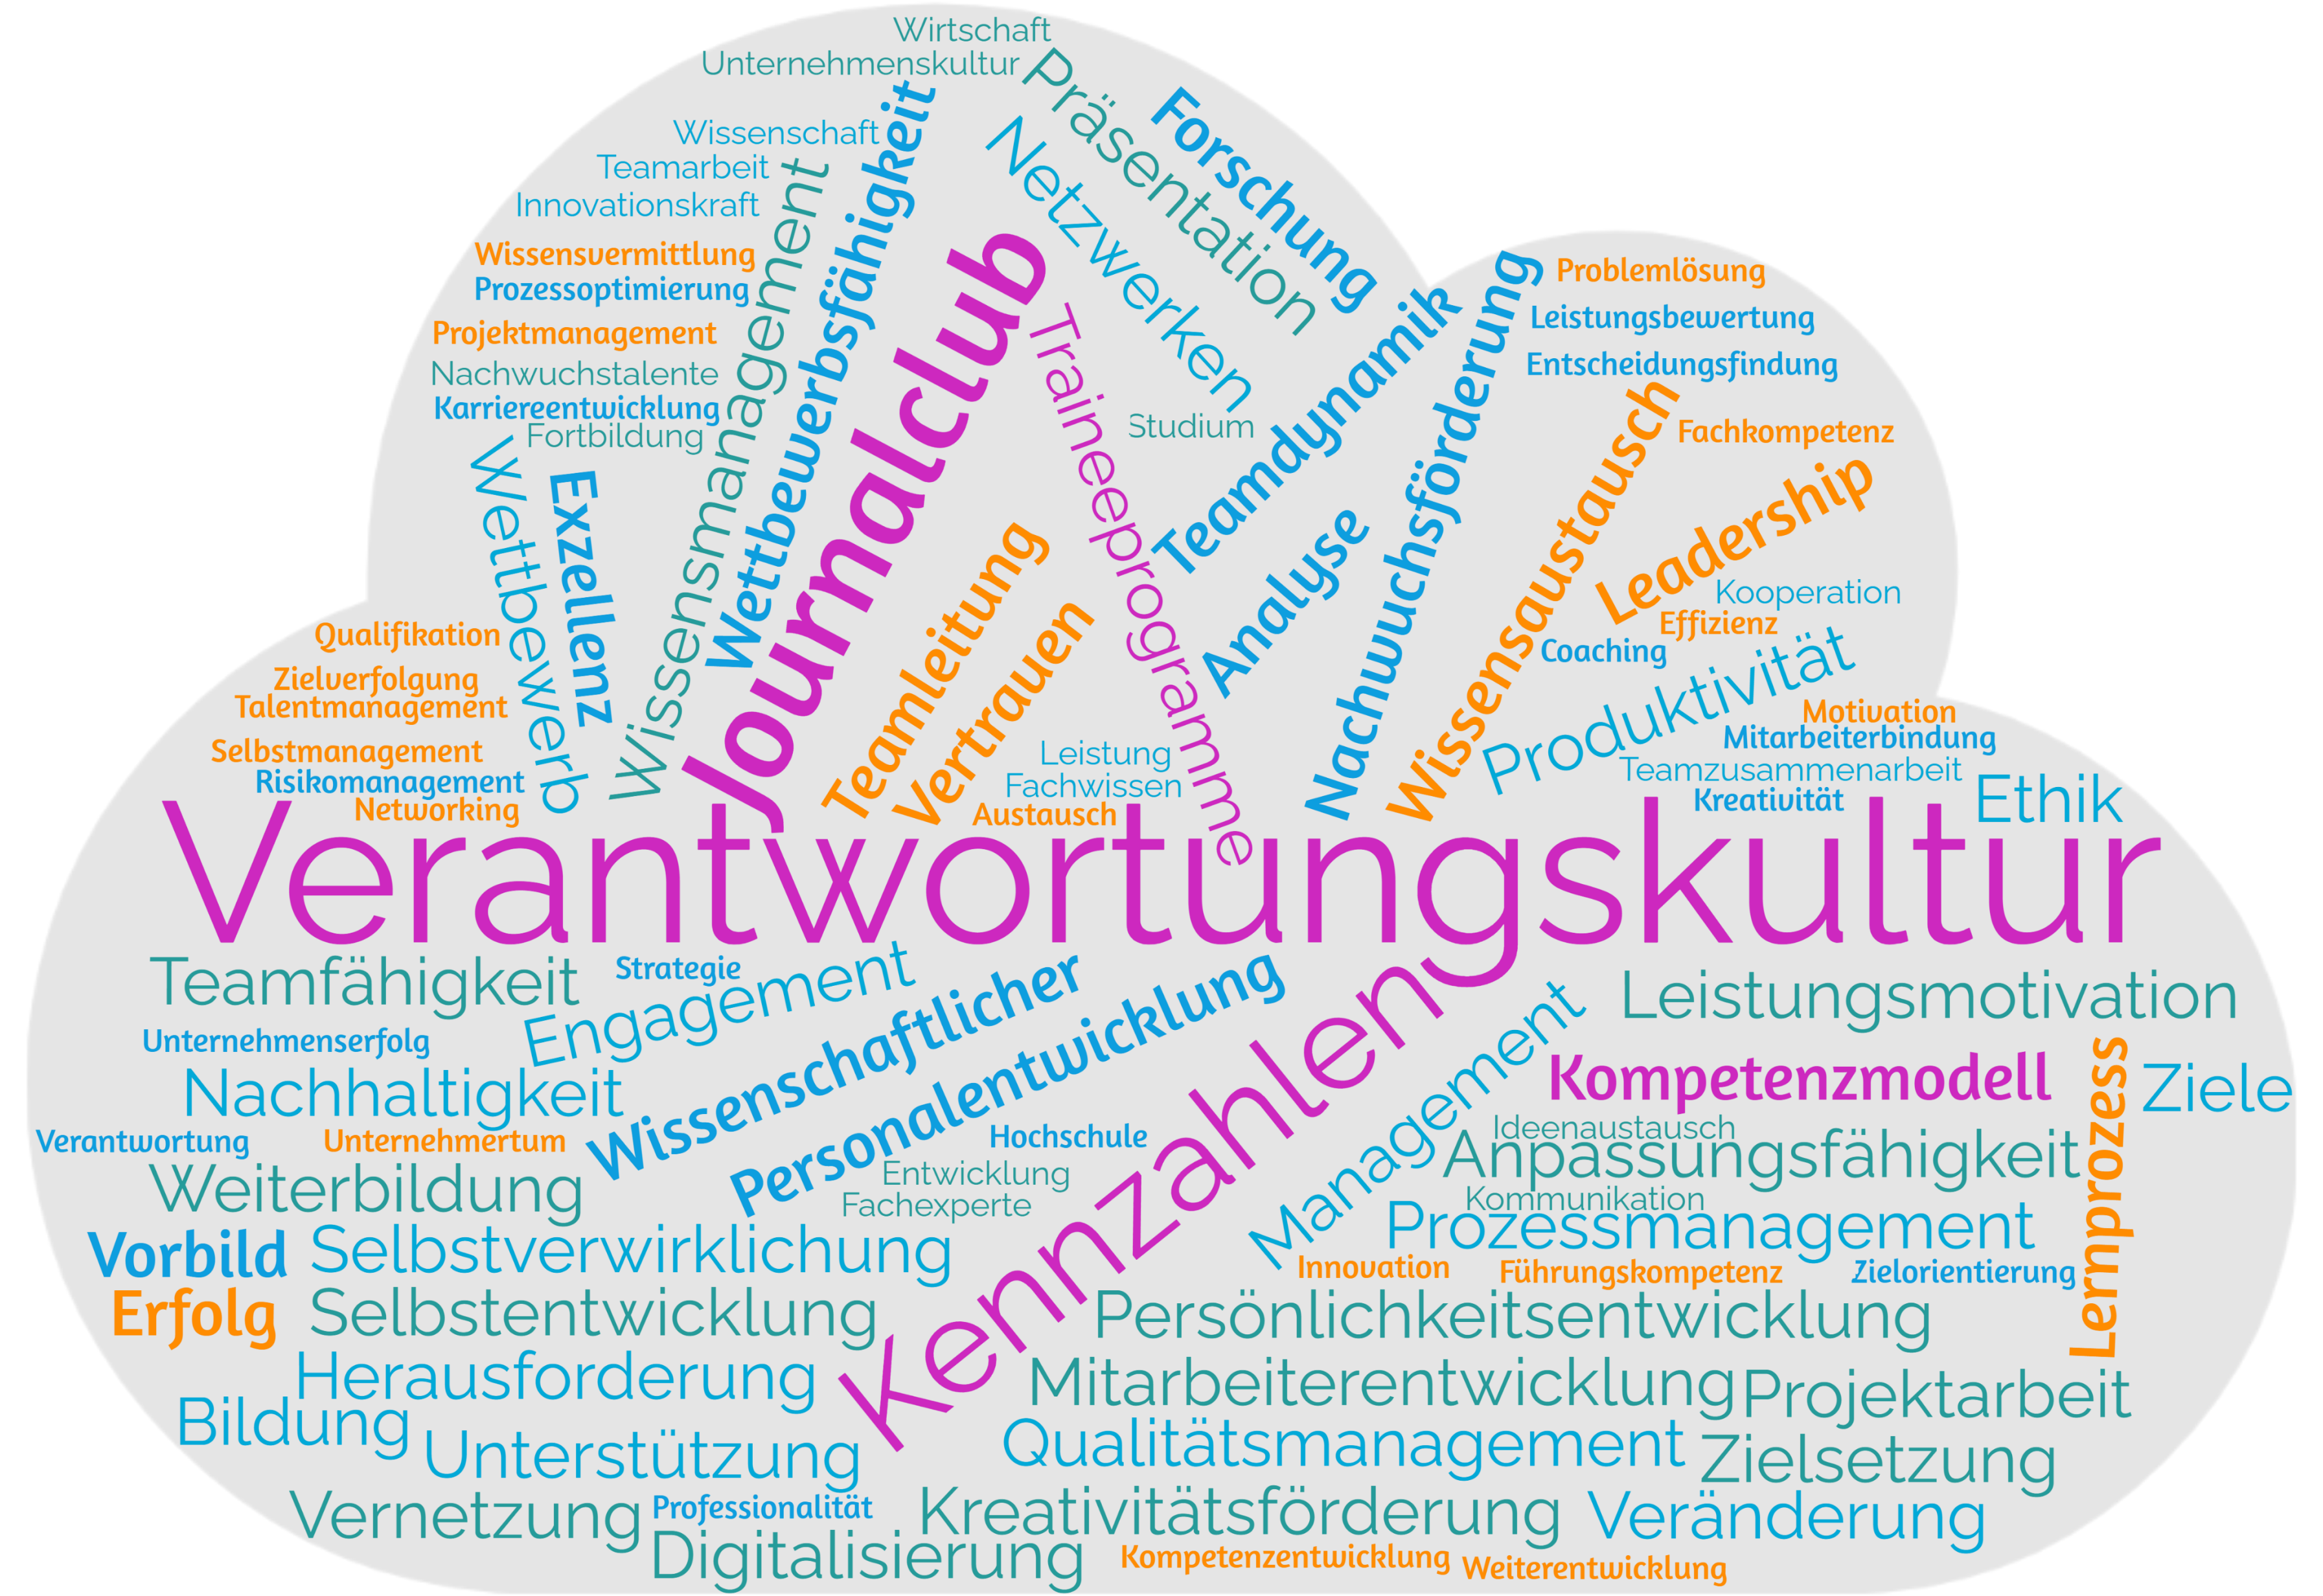 Wirtschaft
Unternehmenskultur
Präsentation
Forschung
Netzwerken
Wissenschaft
Teamarbeit
Innovationskraft
Wettbewerbsfähigkeit
Wissensmanagement
Wissensvermittlung
Prozessoptimierung
Projektmanagement
Nachwuchstalente
Karriereentwicklung
Fortbildung
Journalclub
Traineeprogramme
Studium
Teamdynamik
Nachwuchsförderung
Problemlösung
Leistungsbewertung
Entscheidungsfindung
Wissensaustausch
Fachkompetenz
Leadership
Wettbewerb
Exzellenz
Teamleitung
Vertrauen
Analyse
Kooperation
Effizienz
Coaching
Produktivität
Qualifikation
Zielverfolgung
Talentmanagement
Selbstmanagement
Risikomanagement
Networking
Leistung
Fachwissen
Austausch
Motivation
Mitarbeiterbindung
Teamzusammenarbeit
Kreativität
Ethik
Verantwortungskultur
Teamfähigkeit
Strategie
Engagement
Wissenschaftlicher
Personalentwicklung
Kennzahlen
Management
Leistungsmotivation
Unternehmenserfolg
Nachhaltigkeit
Kompetenzmodell
Lernprozess
Ziele
Verantwortung
Unternehmertum
Hochschule
Ideenaustausch
Anpassungsfähigkeit
Weiterbildung
Entwicklung
Fachexperte
Kommunikation
Prozessmanagement
Vorbild
Selbstverwirklichung
Innovation
Führungskompetenz
Zielorientierung
Erfolg
Selbstentwicklung
Persönlichkeitsentwicklung
Herausforderung
Mitarbeiterentwicklung
Projektarbeit
Bildung
Unterstützung
Qualitätsmanagement
Zielsetzung
Vernetzung
Professionalität
Kreativitätsförderung
Veränderung
Digitalisierung
Kompetenzentwicklung
Weiterentwicklung